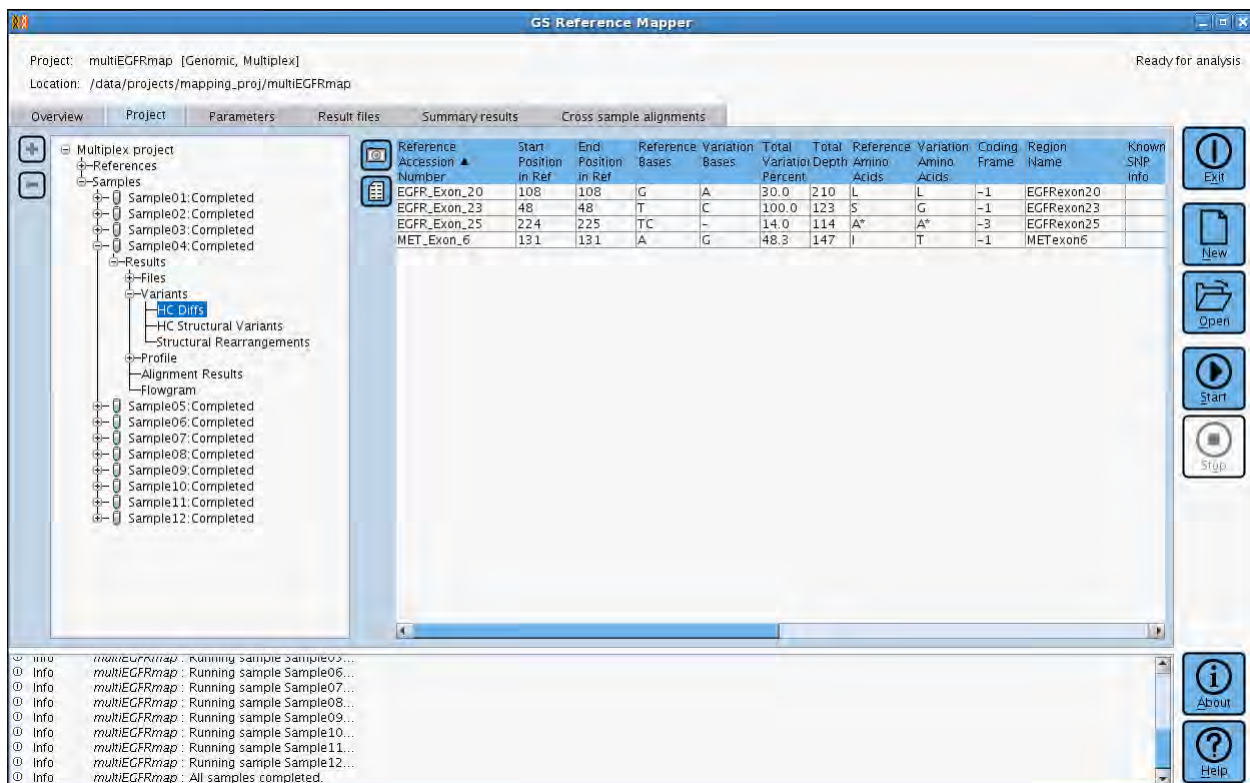 GS Reference Mapper
Project: multiEGFRmap [Genomic, Multiplex]
Ready for analysis
Location: /data/projects/mapping_proj/multiEGFRmap
Overview Project Parameters Result files Summary results Cross sample alignments
Multiplex project
References
Samples
Sample01:Completed
Sample02:Completed
Sample03:Completed
Sample04:Completed
Results
Files
Variants
HC Diffs
HC Structural Variants
Structural Rearrangements
Profile
Alignment Results
Flowgram
Sample05:Completed
Sample06:Completed
Sample07:Completed
Sample08:Completed
Sample09:Completed
Sample10:Completed
Sample11:Completed
Sample12:Completed
Reference Start End Reference Variation Total Total Reference Variation Coding Region Known
Accession ▲ Position Position Bases Bases Variatio Depth Amino Amino Frame Name SNP
Number in Ref in Ref Percent Acids Acids Info
EGFR_Exon_20 108 108 G A 30.0 210 L L -1 EGFRexon20
EGFR_Exon_23 48 48 T C 100.0 123 S G -1 EGFRexon23
EGFR_Exon_25 224 225 TC - 14.0 114 A* A* -3 EGFRexon25
MET_Exon_6 131 131 A G 48.3 147 I T -1 METexon6
Exit
New
Open
Start
Stop
About
Help
Info multiEGFRmap : Running sample Sample05...
Info multiEGFRmap : Running sample Sample06...
Info multiEGFRmap : Running sample Sample07...
Info multiEGFRmap : Running sample Sample08...
Info multiEGFRmap : Running sample Sample09...
Info multiEGFRmap : Running sample Sample10...
Info multiEGFRmap : Running sample Sample11...
Info multiEGFRmap : Running sample Sample12...
Info multiEGFRmap : All samples completed.